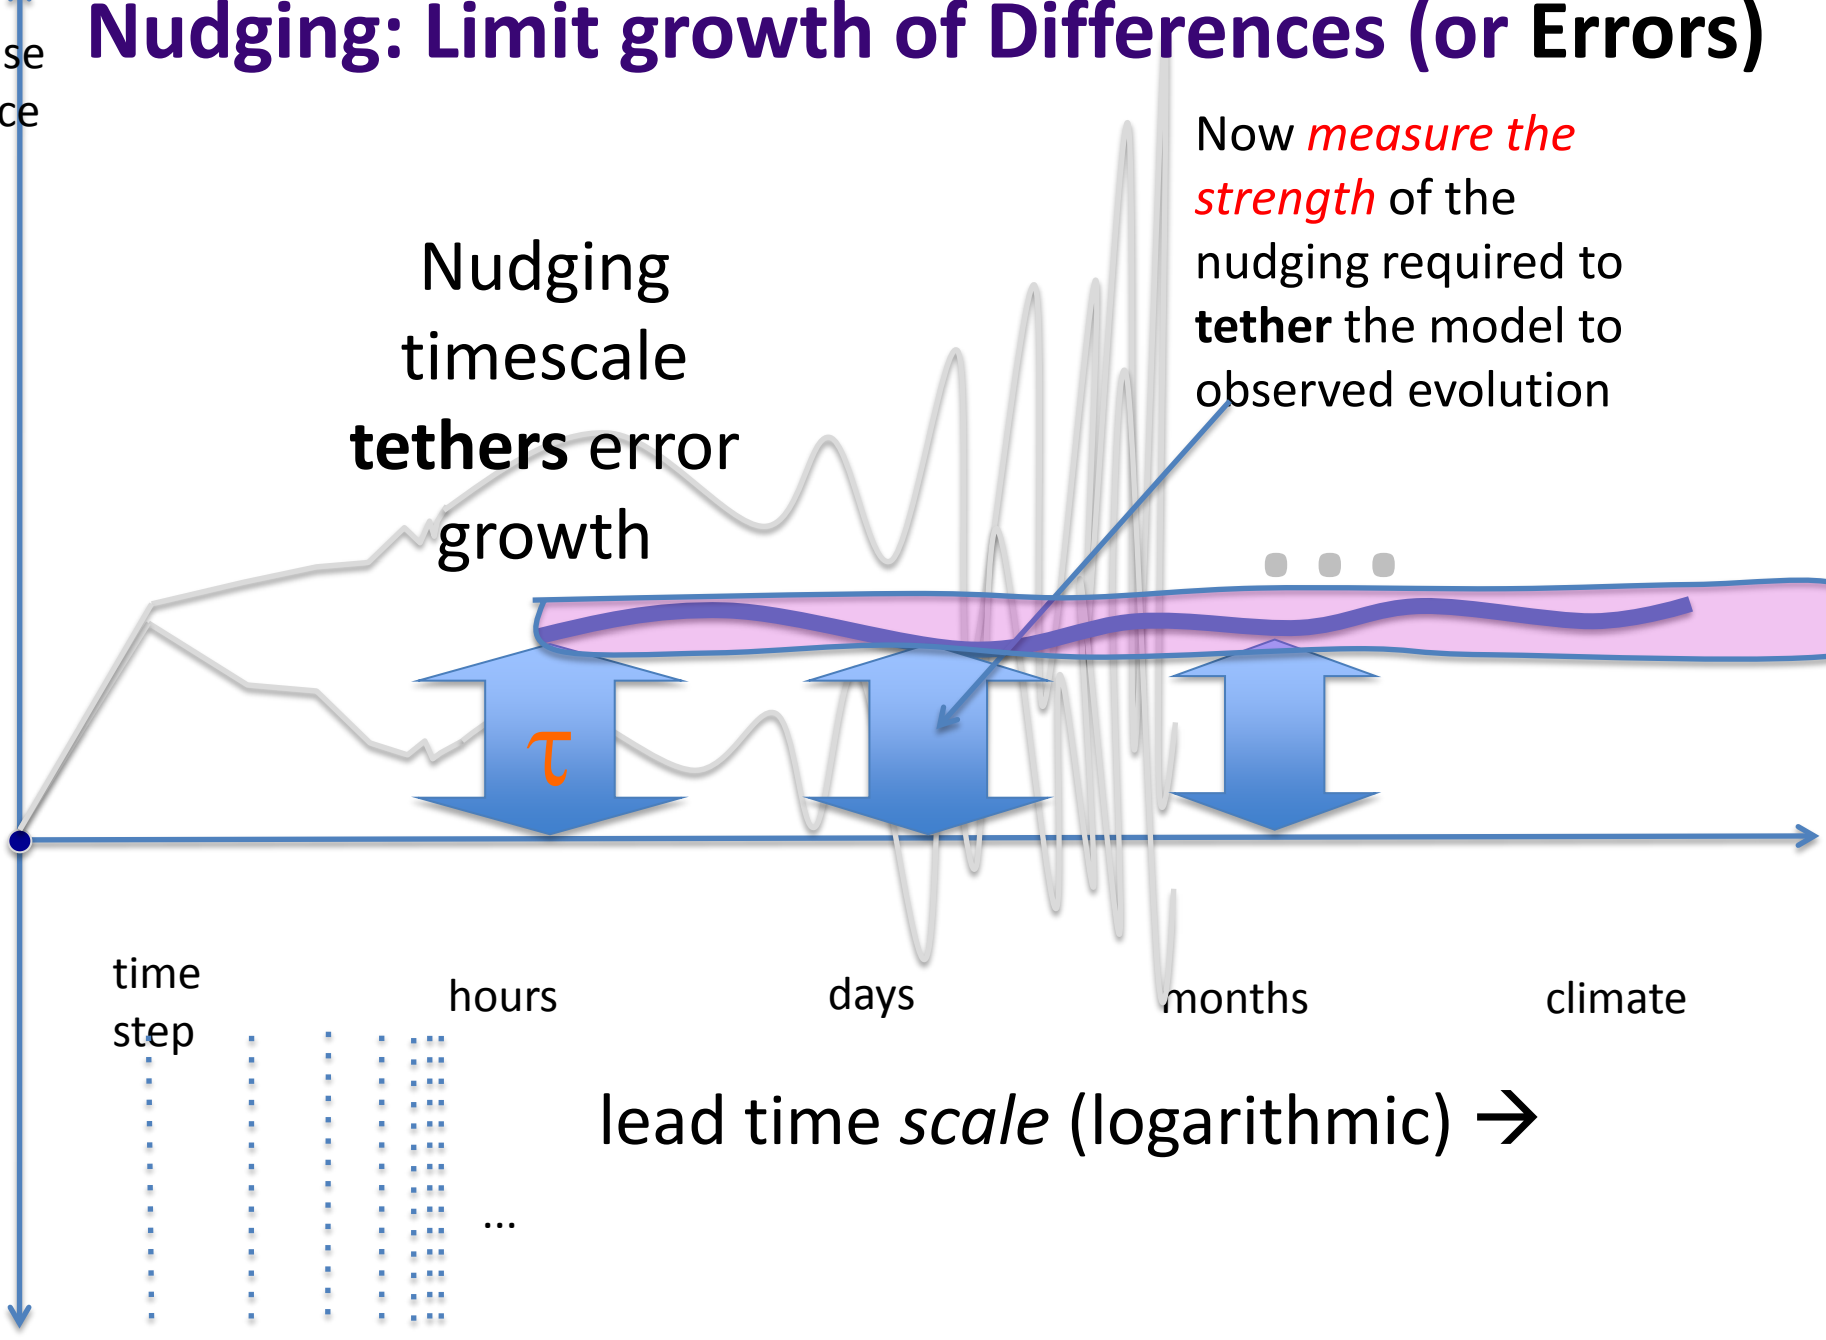 Nudging: Limit growth of Differences (or Errors)
se
ce
Now measure the
strength of the
nudging required to
tether the model to
observed evolution
Nudging
timescale
tethers error
growth
τ
time
step
hours
days
months
climate
lead time scale (logarithmic) →
...